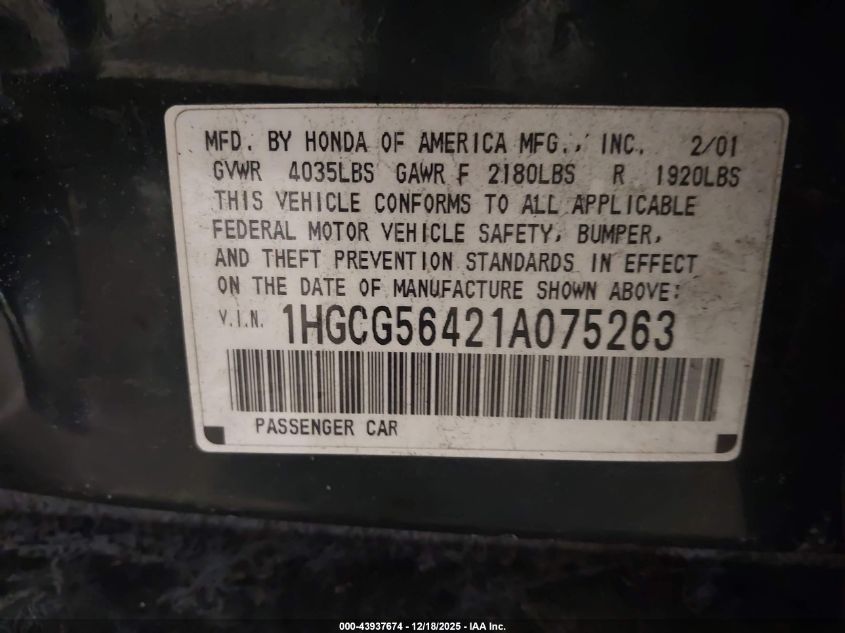 MFD. BY HONDA OF AMERICA MFG., INC. 2/01
GVWR 4035LBS GAWR F 2180LBS R 1920LBS
THIS VEHICLE CONFORMS TO ALL APPLICABLE
FEDERAL MOTOR VEHICLE SAFETY, BUMPER,
AND THEFT PREVENTION STANDARDS IN EFFECT
ON THE DATE OF MANUFACTURE SHOWN ABOVE:
V.I.N. 1HGCG56421A075263
PASSENGER CAR
000-43937674 - 12/18/2025 - IAA Inc.